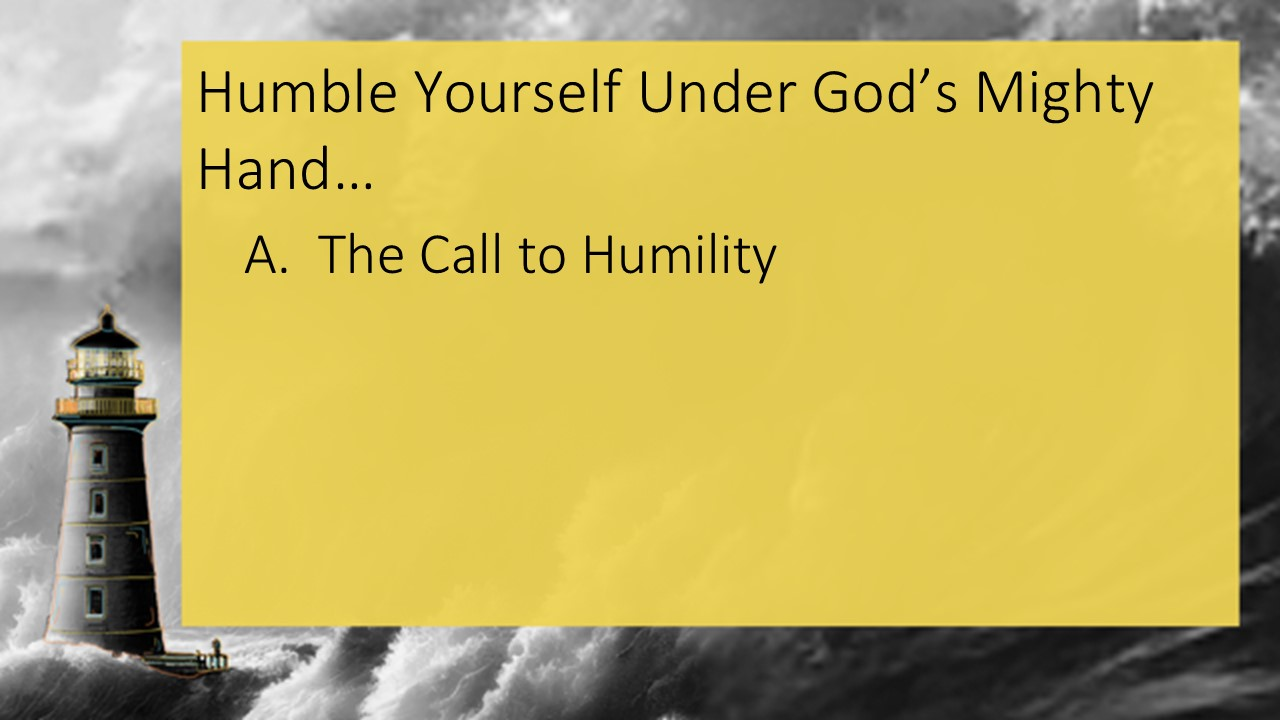 Humble Yourself Under God’s Mighty
Hand…
A. The Call to Humility